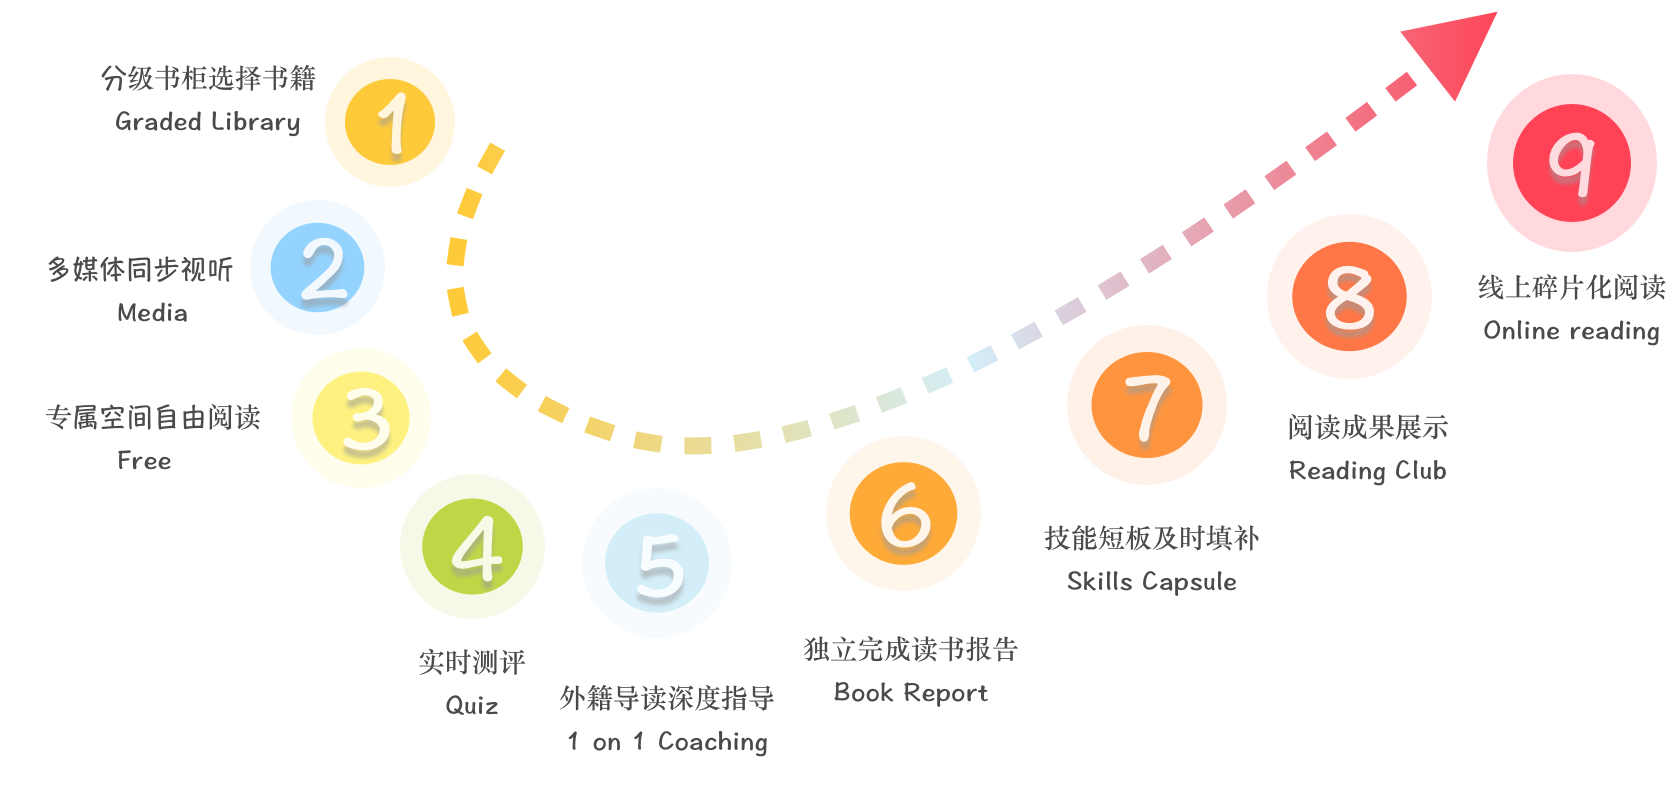 1
分级书柜选择书籍
Graded Library
2
多媒体同步视听
Media
3
专属空间自由阅读
Free
4
实时测评
Quiz
5
外籍导读深度指导
1 on 1 Coaching
6
独立完成读书报告
Book Report
7
技能短板及时填补
Skills Capsule
8
阅读成果展示
Reading Club
9
线上碎片化阅读
Online reading